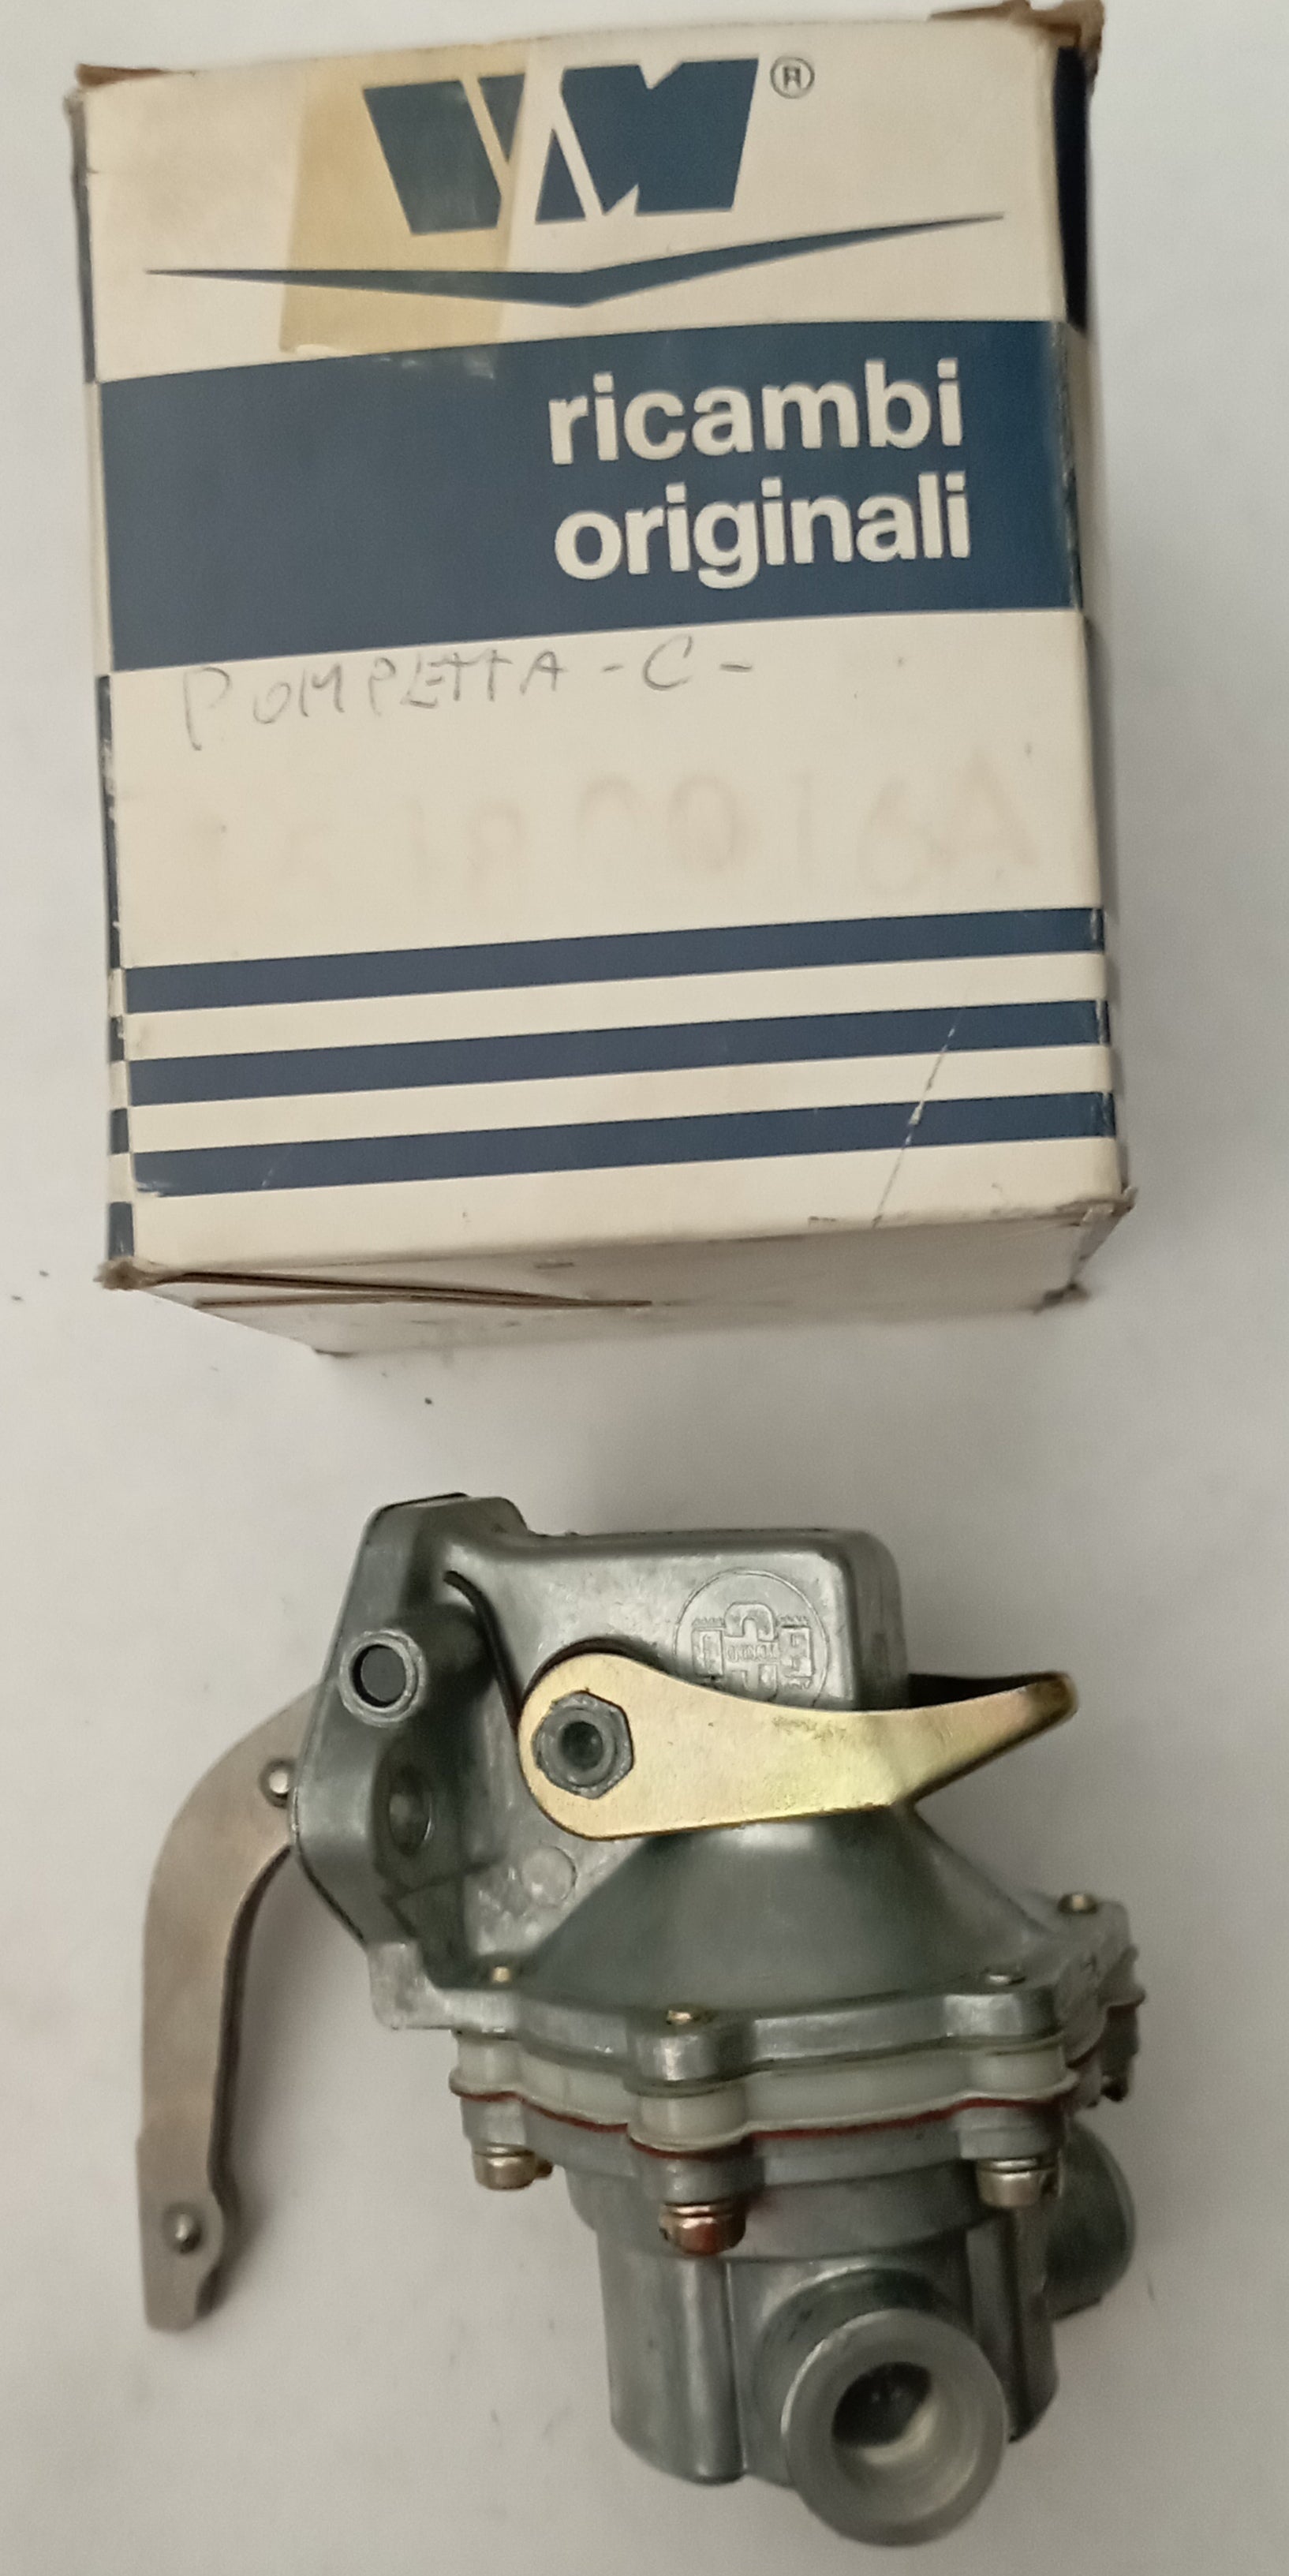 VM®
ricambi
originali
POMPETTA - C -